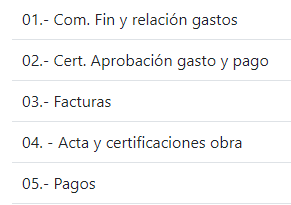 01.- Com. Fin y relación gastos
02.- Cert. Aprobación gasto y pago
03.- Facturas
04. - Acta y certificaciones obra
05.- Pagos